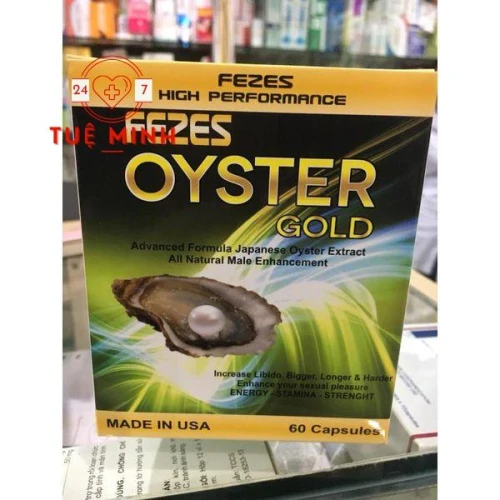 FEZES
HIGH PERFORMANCE
24 7
TUỆ MINH
FEZES
OYSTER
GOLD
Advanced Formula Japanese Oyster Extract
All Natural Male Enhancement
Increase Libido, Bigger, Longer & Harder
Enhance your sexual pleasure
ENERGY - STAMINA - STRENGHT
MADE IN USA
60 Capsules